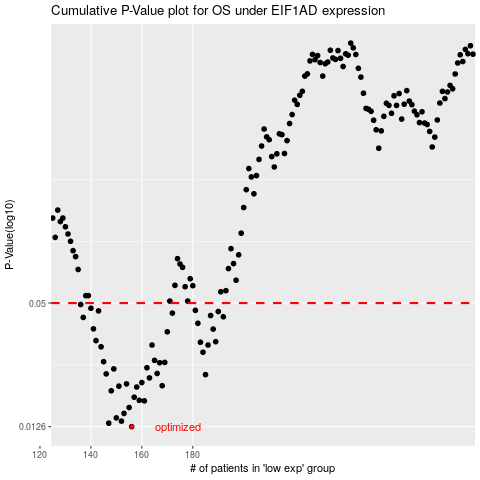 Cumulative P-Value plot for OS under EIF1AD expression
P-Value(log10)
0.05
0.0126
optimized
120 140 160 180
# of patients in 'low exp' group